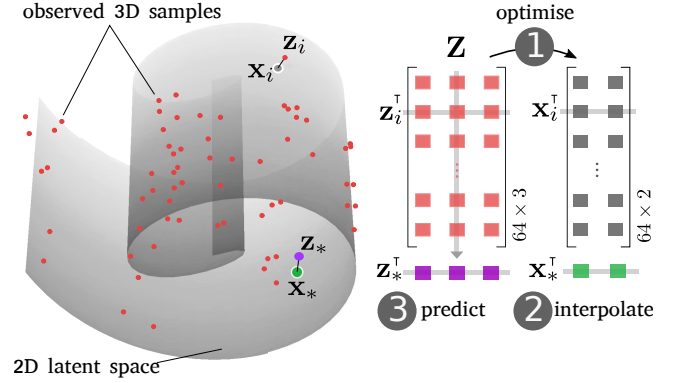 observed 3D samples
z_i
x_i
z_*
x_*
2D latent space
optimise
Z
1
z_i^⊤
x_i^⊤
64 × 3
64 × 2
z_*^⊤
x_*^⊤
3 predict
2 interpolate